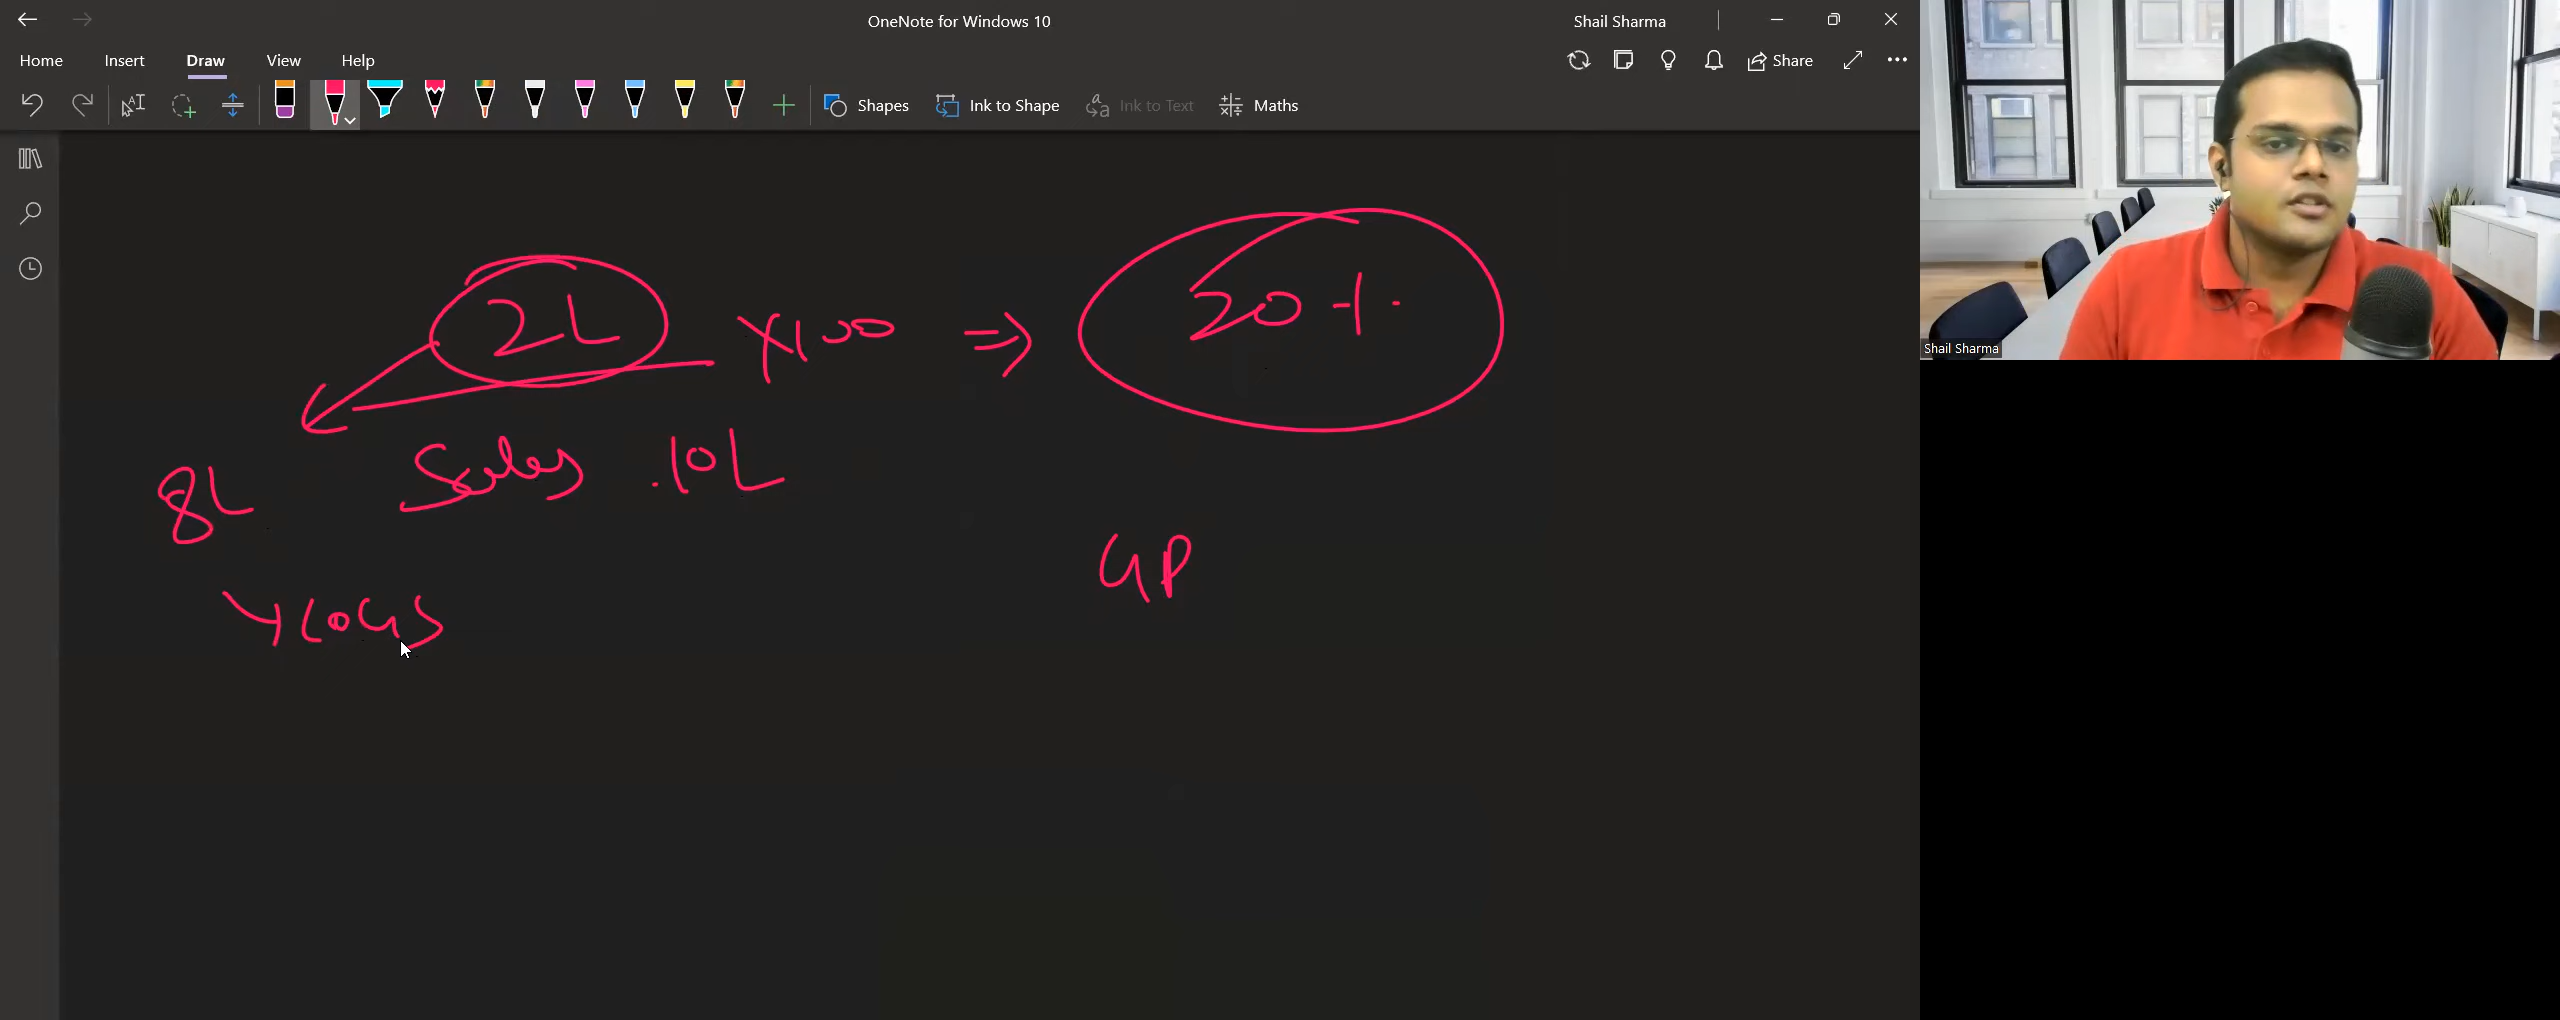 OneNote for Windows 10
Shail Sharma
Home Insert Draw View Help
Share
Shapes Ink to Shape Ink to Text Maths
2L X100 ⇒ 20 %
Sales 10L
8L
GP
COGS
Shail Sharma